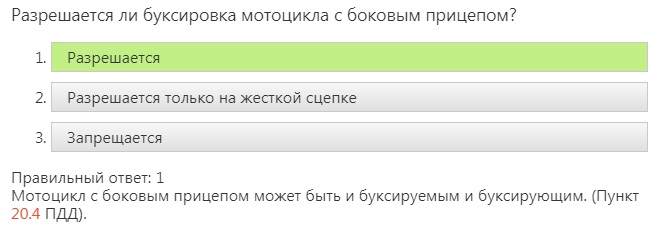 Разрешается ли буксировка мотоцикла с боковым прицепом?
1. Разрешается
2. Разрешается только на жесткой сцепке
3. Запрещается
Правильный ответ: 1
Мотоцикл с боковым прицепом может быть и буксируемым и буксирующим. (Пункт
20.4 ПДД).